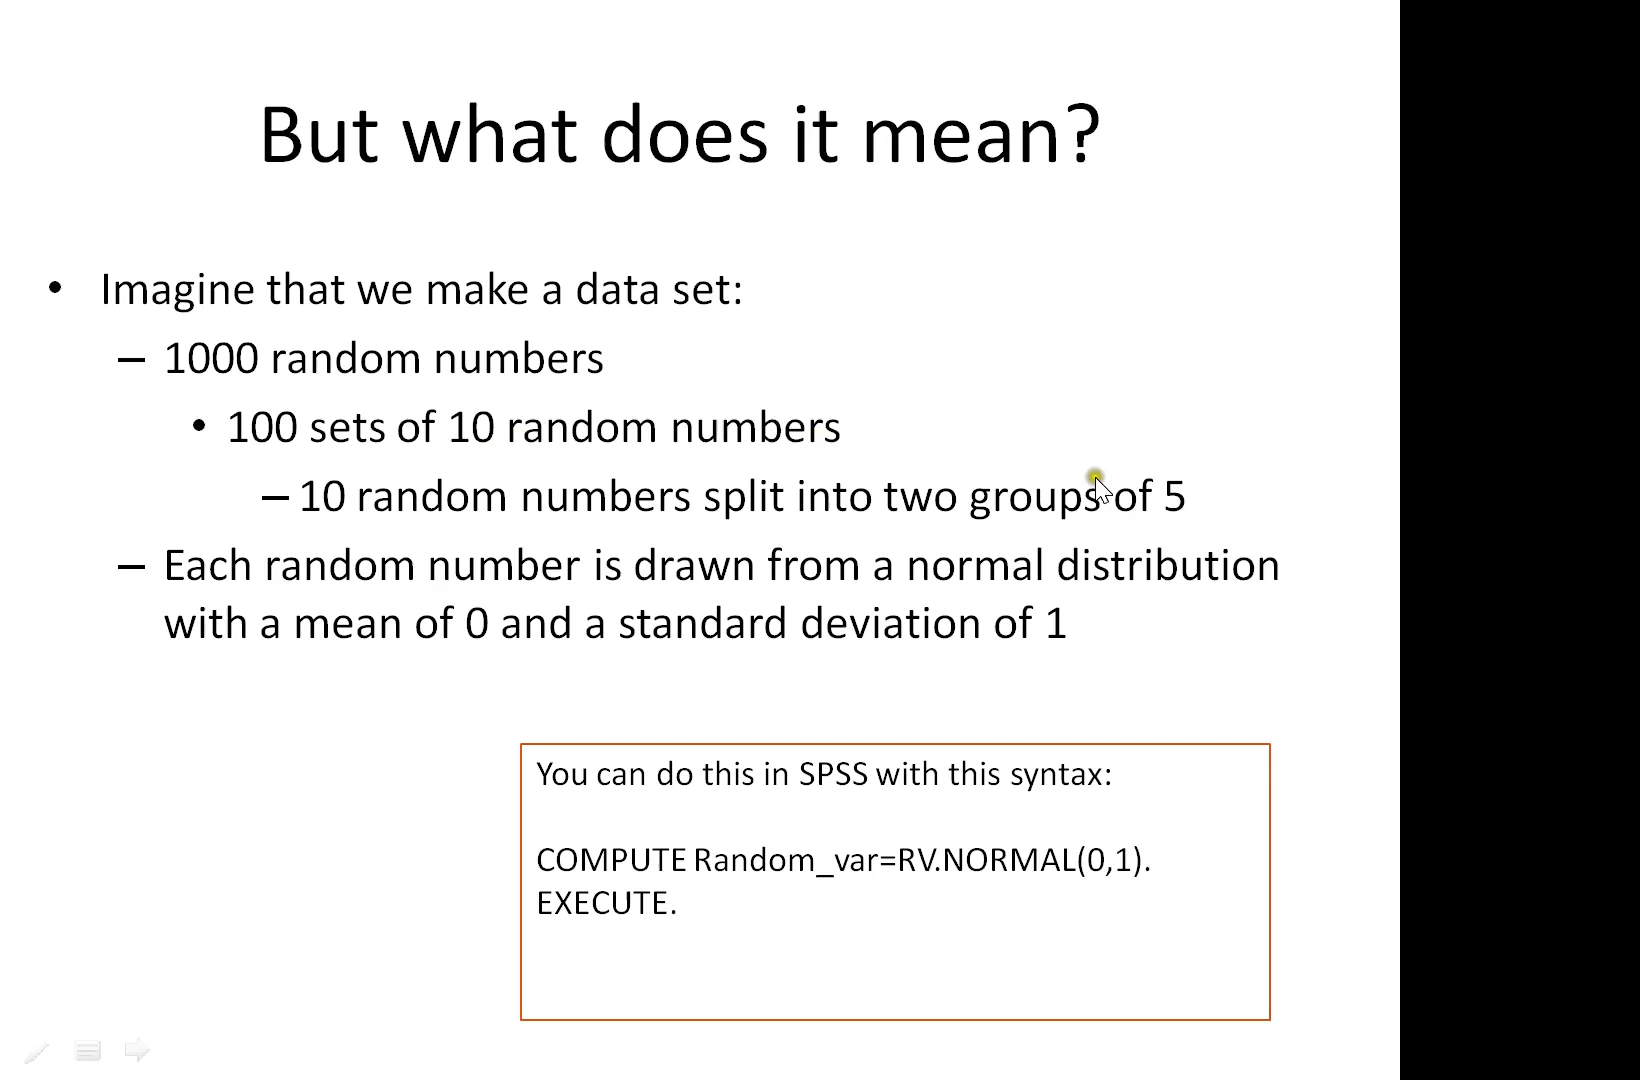 But what does it mean?
• Imagine that we make a data set:
– 1000 random numbers
• 100 sets of 10 random numbers
– 10 random numbers split into two groups of 5
– Each random number is drawn from a normal distribution
with a mean of 0 and a standard deviation of 1
You can do this in SPSS with this syntax:
COMPUTE Random_var=RV.NORMAL(0,1).
EXECUTE.